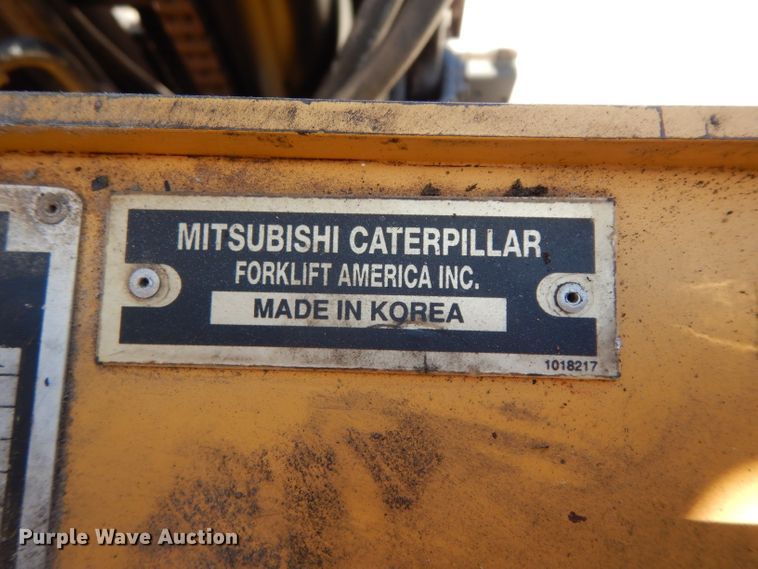 MITSUBISHI CATERPILLAR
FORKLIFT AMERICA INC.
MADE IN KOREA
1018217
Purple Wave Auction